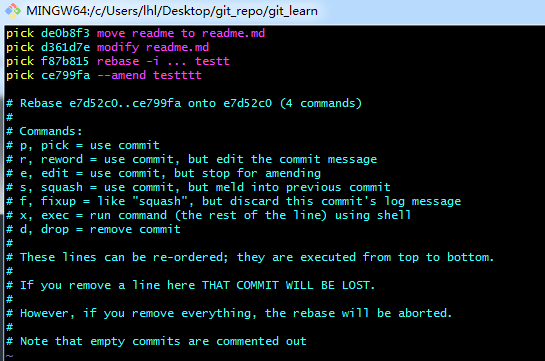 MINGW64:/c/Users/lhl/Desktop/git_repo/git_learn
pick de0b8f3 move readme to readme.md
pick d361d7e modify readme.md
pick f87b815 rebase -i ... testt
pick ce799fa --amend testttt

# Rebase e7d52c0..ce799fa onto e7d52c0 (4 commands)
#
# Commands:
# p, pick = use commit
# r, reword = use commit, but edit the commit message
# e, edit = use commit, but stop for amending
# s, squash = use commit, but meld into previous commit
# f, fixup = like "squash", but discard this commit's log message
# x, exec = run command (the rest of the line) using shell
# d, drop = remove commit
#
# These lines can be re-ordered; they are executed from top to bottom.
#
# If you remove a line here THAT COMMIT WILL BE LOST.
#
# However, if you remove everything, the rebase will be aborted.
#
# Note that empty commits are commented out
~